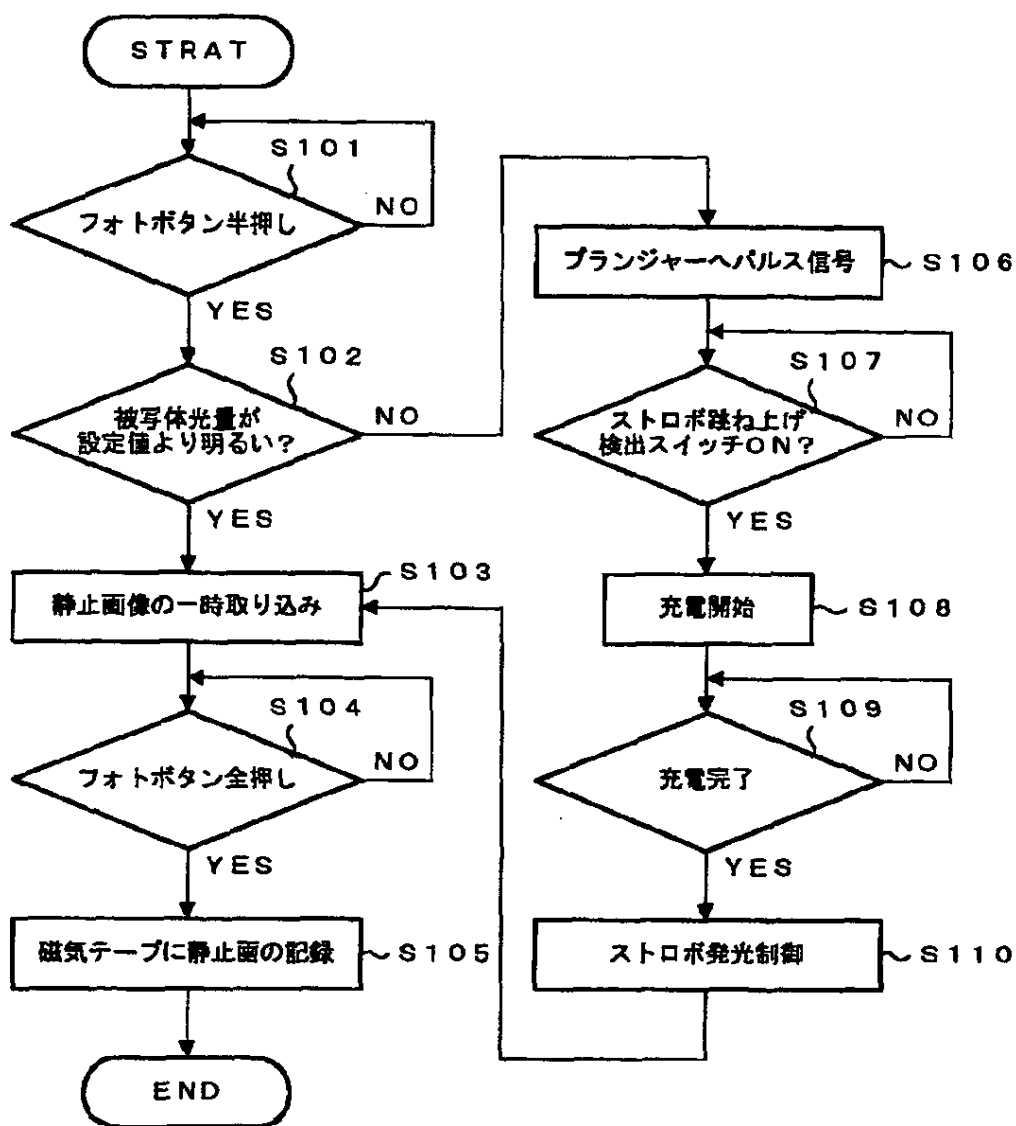 STRAT
S101
フォトボタン半押し
NO
YES
S102
被写体光量が
設定値より明るい?
NO
YES
S103
静止画像の一時取り込み
S104
フォトボタン全押し
NO
YES
磁気テープに静止画の記録
S105
END
プランジャーへパルス信号
S106
S107
ストロボ跳ね上げ
検出スイッチON?
NO
YES
充電開始
S108
S109
充電完了
NO
YES
ストロボ発光制御
S110